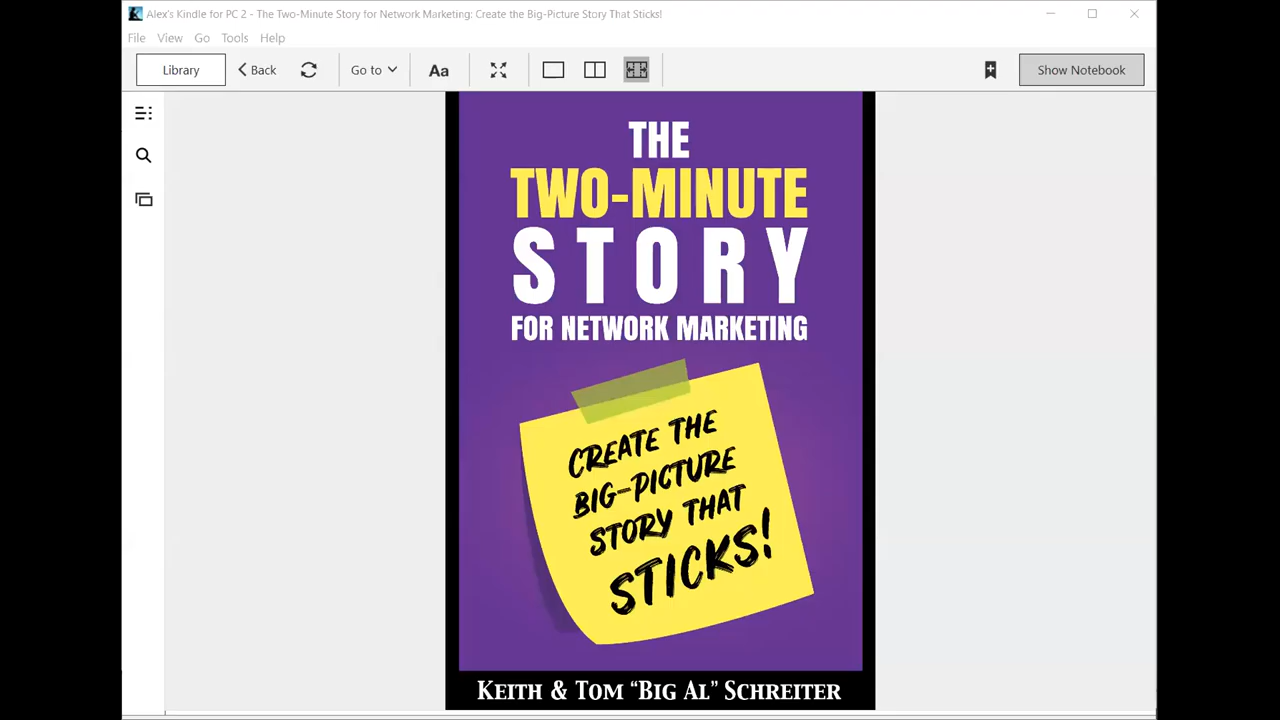 Alex's Kindle for PC 2 - The Two-Minute Story for Network Marketing: Create the Big-Picture Story That Sticks!
File View Go Tools Help
Library Back Go to Aa Show Notebook
THE
TWO-MINUTE
STORY
FOR NETWORK MARKETING
CREATE THE
BIG-PICTURE
STORY THAT
STICKS!
KEITH & TOM “BIG AL” SCHREITER